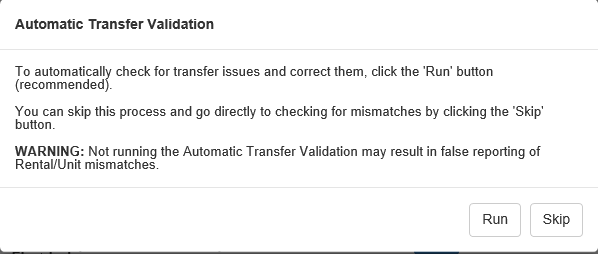 Automatic Transfer Validation
To automatically check for transfer issues and correct them, click the 'Run' button
(recommended).
You can skip this process and go directly to checking for mismatches by clicking the 'Skip'
button.
WARNING: Not running the Automatic Transfer Validation may result in false reporting of
Rental/Unit mismatches.
Run Skip